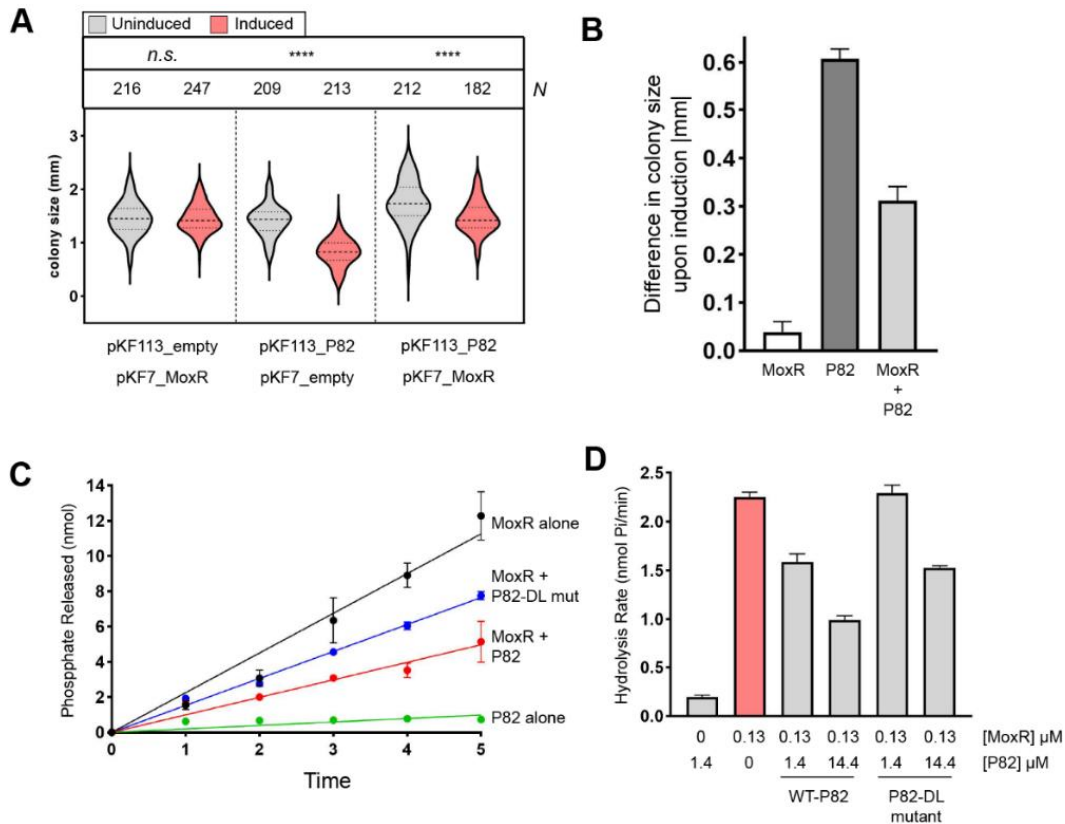 A
Uninduced Induced
n.s. **** ****
216 247 209 213 212 182 N
colony size (mm)
3
2
1
0
pKF113_empty pKF113_P82 pKF113_P82
pKF7_MoxR pKF7_empty pKF7_MoxR
B
Difference in colony size
upon induction |mm|
0.6
0.5
0.4
0.3
0.2
0.1
0.0
MoxR P82 MoxR
+
P82
C
Phospphate Released (nmol)
14
12
10
8
6
4
2
0
0 1 2 3 4 5
Time
MoxR alone
MoxR +
P82-DL mut
MoxR +
P82
P82 alone
D
Hydrolysis Rate (nmol Pi/min)
2.5
2.0
1.5
1.0
0.5
0.0
0 0.13 0.13 0.13 0.13 0.13 [MoxR] µM
1.4 0 1.4 14.4 1.4 14.4 [P82] µM
WT-P82 P82-DL
mutant